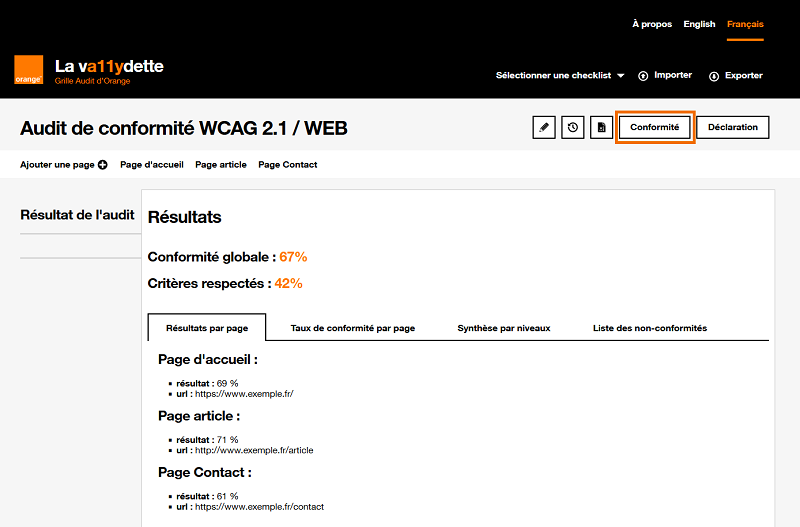 À propos English Français
orange
La va11ydette
Grille Audit d'Orange
Sélectionner une checklist Importer Exporter
Audit de conformité WCAG 2.1 / WEB
Conformité Déclaration
Ajouter une page Page d'accueil Page article Page Contact
Résultat de l'audit
Résultats
Conformité globale : 67%
Critères respectés : 42%
Résultats par page Taux de conformité par page Synthèse par niveaux Liste des non-conformités
Page d'accueil :
résultat : 69 %
url : https://www.exemple.fr/
Page article :
résultat : 71 %
url : http://www.exemple.fr/article
Page Contact :
résultat : 61 %
url : https://www.exemple.fr/contact